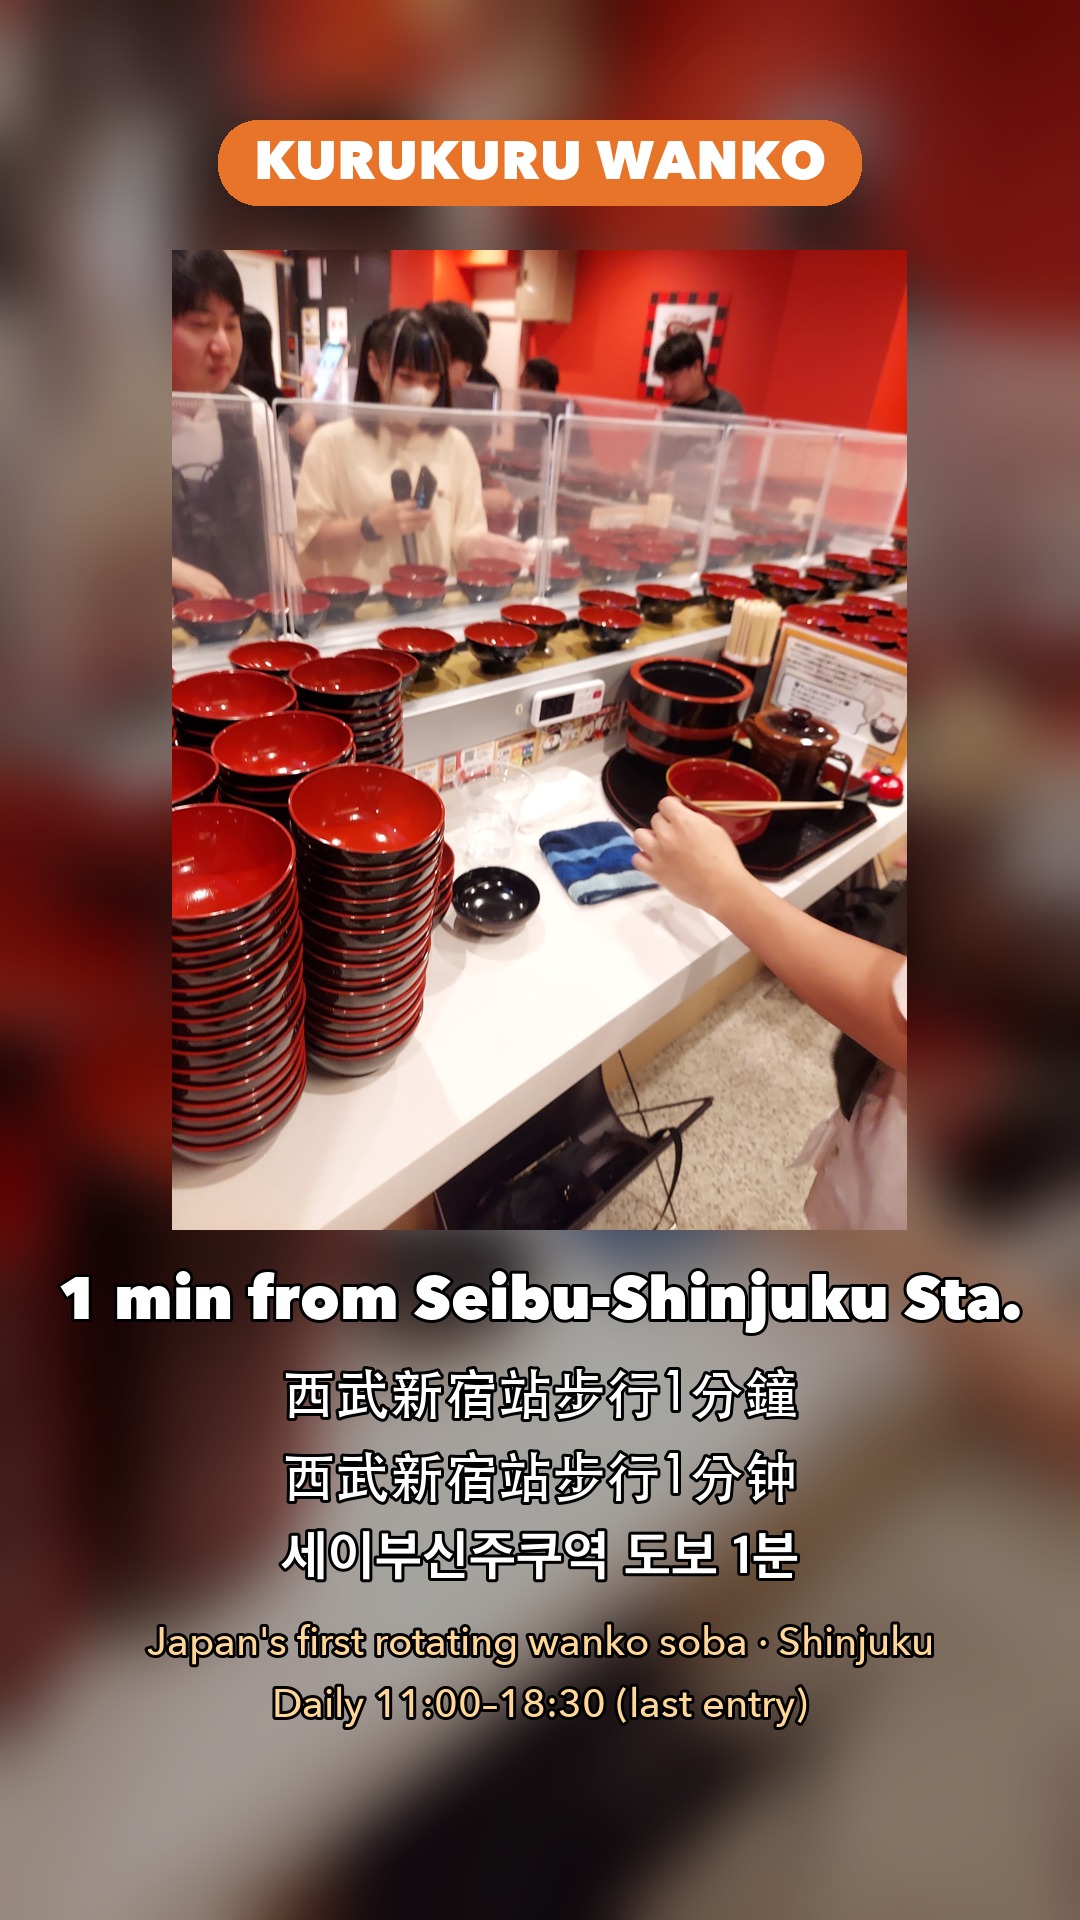 KURUKURU WANKO
1 min from Seibu-Shinjuku Sta.
西武新宿站步行1分鐘
西武新宿站步行1分钟
세이부신주쿠역 도보 1분
Japan's first rotating wanko soba · Shinjuku
Daily 11:00–18:30 (last entry)